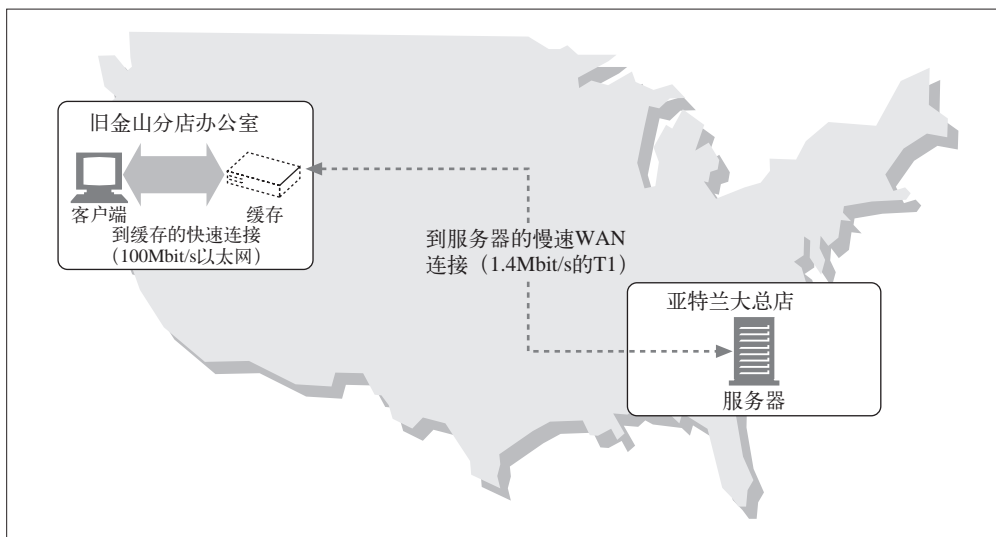 旧金山分店办公室
客户端
缓存
到缓存的快速连接
（100Mbit/s以太网）
到服务器的慢速WAN
连接（1.4Mbit/s的T1）
亚特兰大总店
服务器